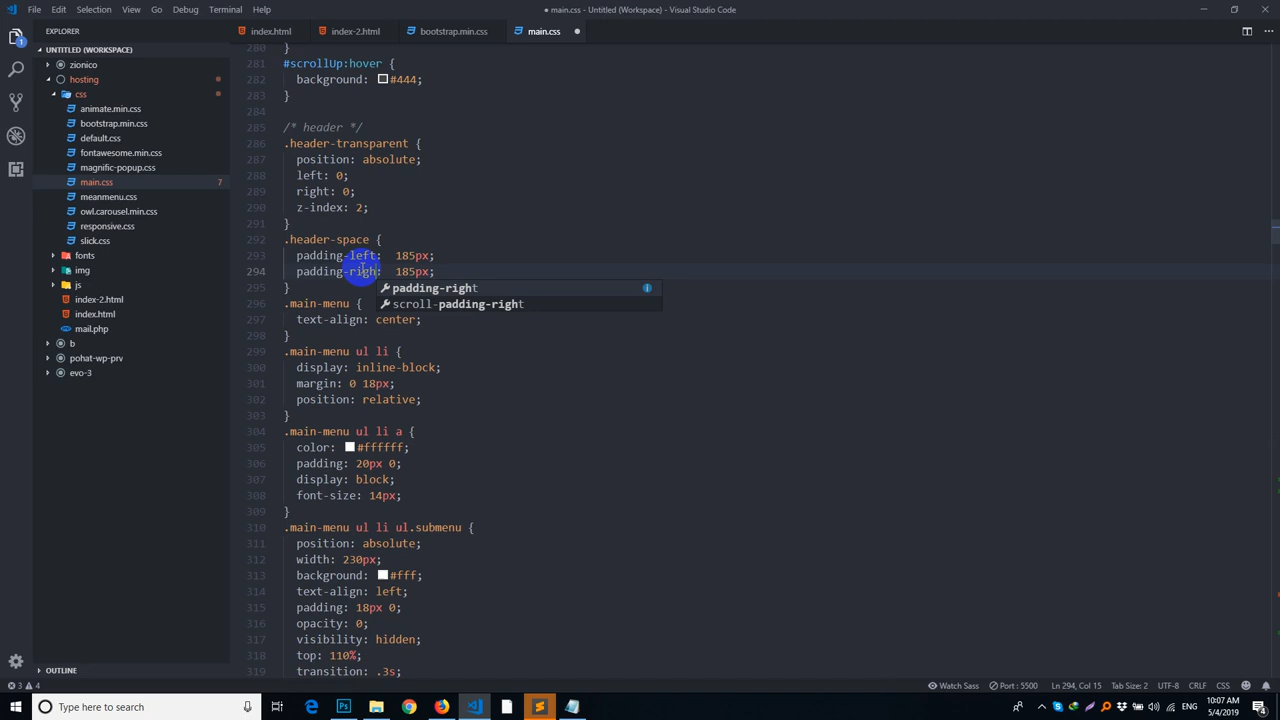 File Edit Selection View Go Debug Terminal Help
● main.css - Untitled (Workspace) - Visual Studio Code
EXPLORER
index.html index-2.html bootstrap.min.css main.css ●
UNTITLED (WORKSPACE)
zionico
hosting
css
animate.min.css
bootstrap.min.css
default.css
fontawesome.min.css
magnific-popup.css
main.css 7
meanmenu.css
owl.carousel.min.css
responsive.css
slick.css
fonts
img
js
index-2.html
index.html
mail.php
b
pohat-wp-prv
evo-3
OUTLINE
280 }
281 #scrollUp:hover {
282 background: #444;
283 }
284
285 /* header */
286 .header-transparent {
287 position: absolute;
288 left: 0;
289 right: 0;
290 z-index: 2;
291 }
292 .header-space {
293 padding-left: 185px;
294 padding-righ: 185px;
padding-right
295 }
296 .main-menu {
scroll-padding-right
297 text-align: center;
298 }
299 .main-menu ul li {
300 display: inline-block;
301 margin: 0 18px;
302 position: relative;
303 }
304 .main-menu ul li a {
305 color: #ffffff;
306 padding: 20px 0;
307 display: block;
308 font-size: 14px;
309 }
310 .main-menu ul li ul.submenu {
311 position: absolute;
312 width: 230px;
313 background: #fff;
314 text-align: left;
315 padding: 18px 0;
316 opacity: 0;
317 visibility: hidden;
318 top: 110%;
319 transition: .3s;
3 4 Watch Sass Port : 5500 Ln 294, Col 15 Tab Size: 2 UTF-8 CRLF CSS
Type here to search
ENG
10:07 AM
5/4/2019